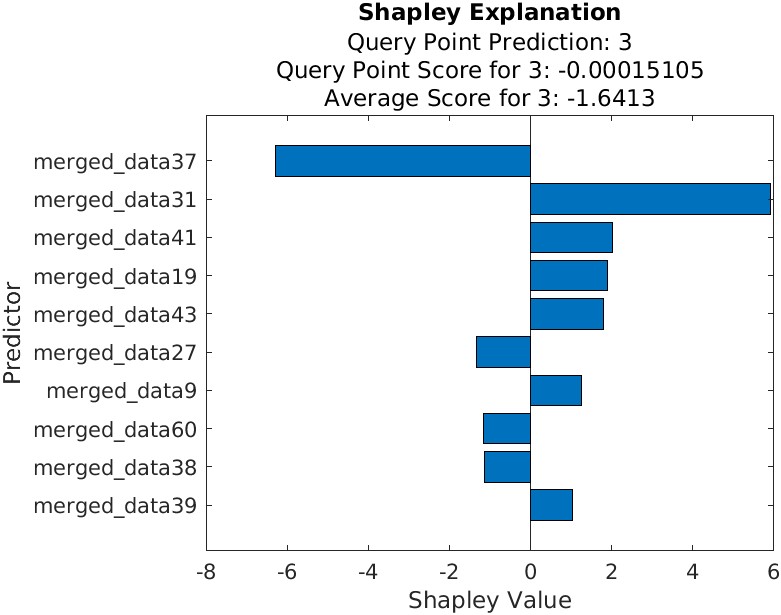 Shapley Explanation
Query Point Prediction: 3
Query Point Score for 3: -0.00015105
Average Score for 3: -1.6413
Predictor
merged_data37
merged_data31
merged_data41
merged_data19
merged_data43
merged_data27
merged_data9
merged_data60
merged_data38
merged_data39
-8 -6 -4 -2 0 2 4 6
Shapley Value